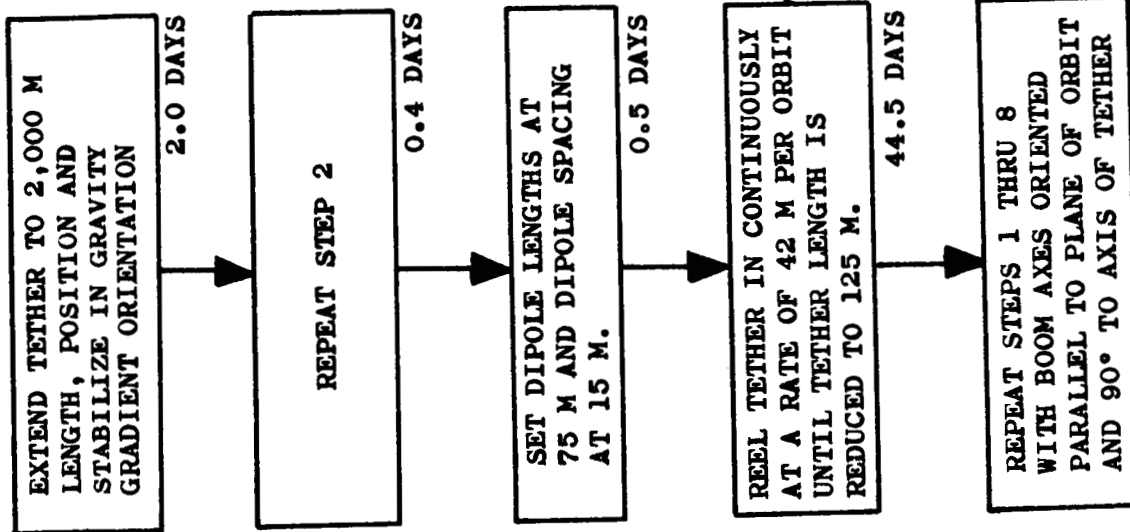 EXTEND TETHER TO 2,000 M
LENGTH, POSITION AND
STABILIZE IN GRAVITY
GRADIENT ORIENTATION
2.0 DAYS
REPEAT STEP 2
0.4 DAYS
SET DIPOLE LENGTHS AT
75 M AND DIPOLE SPACING
AT 15 M.
0.5 DAYS
REEL TETHER IN CONTINUOUSLY
AT A RATE OF 42 M PER ORBIT
UNTIL TETHER LENGTH IS
REDUCED TO 125 M.
44.5 DAYS
REPEAT STEPS 1 THRU 8
WITH BOOM AXES ORIENTED
PARALLEL TO PLANE OF ORBIT
AND 90° TO AXIS OF TETHER